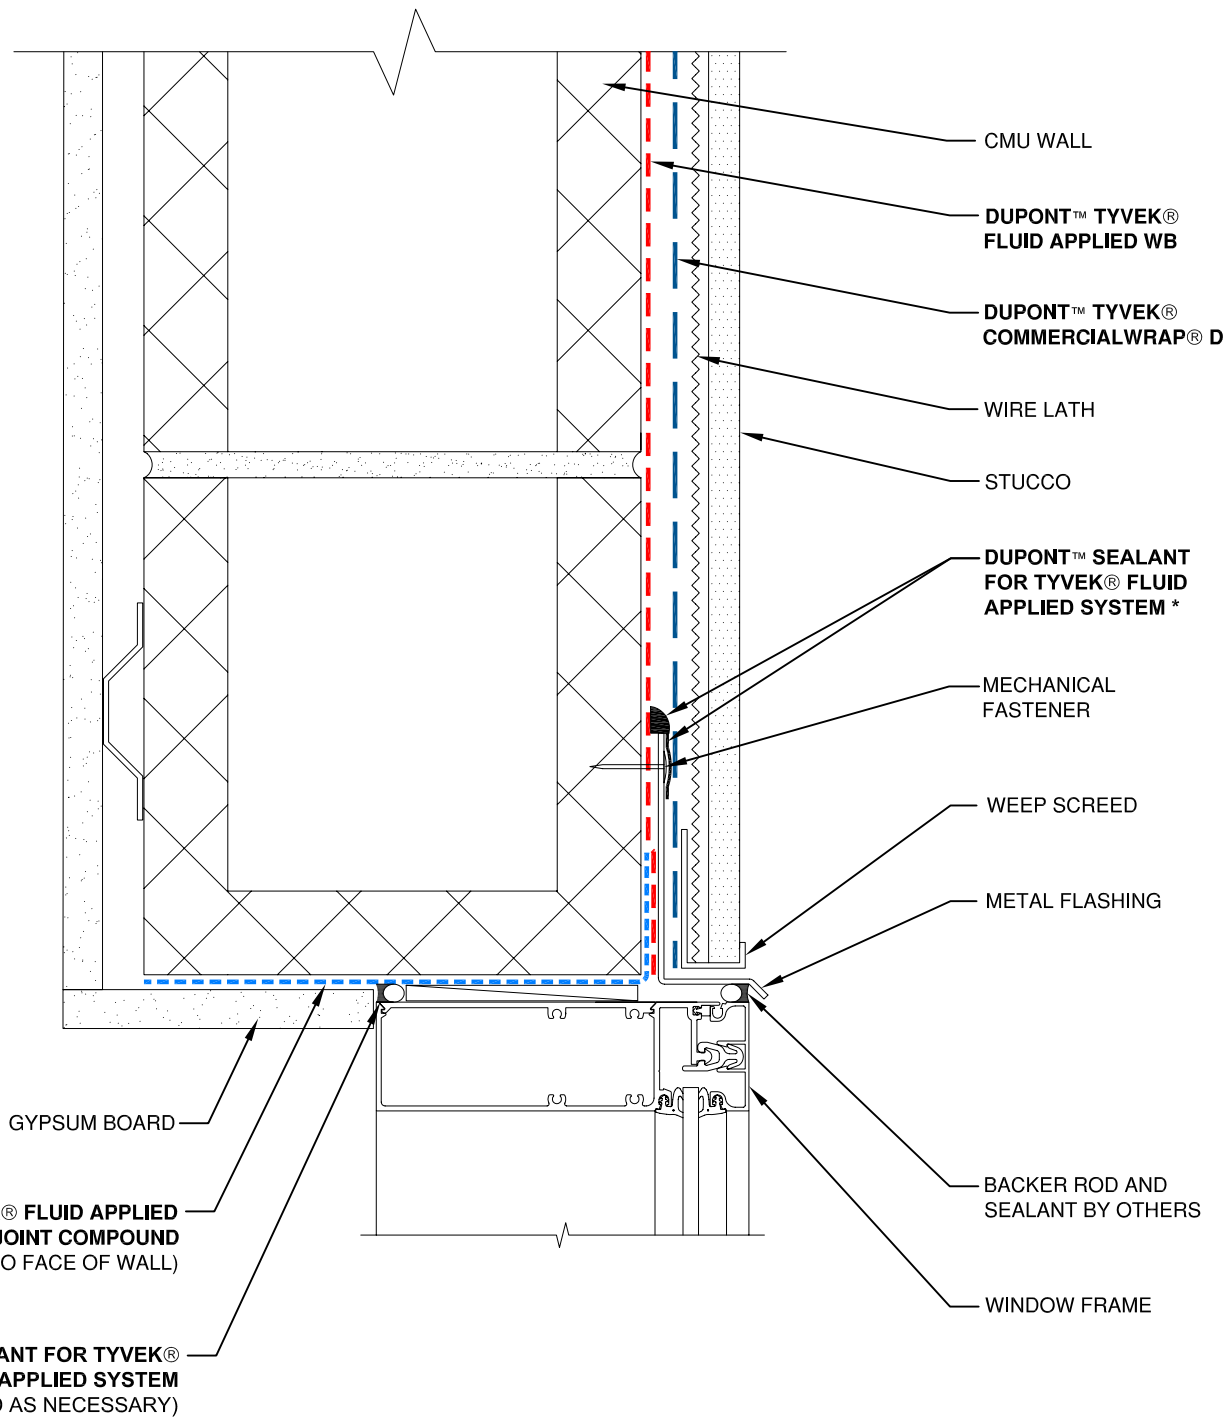 CMU WALL
DUPONT™ TYVEK®
FLUID APPLIED WB
DUPONT™ TYVEK®
COMMERCIALWRAP® D
WIRE LATH
STUCCO
DUPONT™ SEALANT
FOR TYVEK® FLUID
APPLIED SYSTEM *
MECHANICAL
FASTENER
WEEP SCREED
METAL FLASHING
BACKER ROD AND
SEALANT BY OTHERS
WINDOW FRAME
GYPSUM BOARD
® FLUID APPLIED
JOINT COMPOUND
O FACE OF WALL)
ANT FOR TYVEK®
APPLIED SYSTEM
AS NECESSARY)